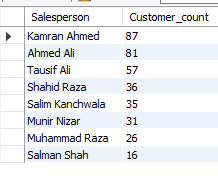 Salesperson Customer_count
Kamran Ahmed 87
Ahmed Ali 81
Tausif Ali 57
Shahid Raza 36
Salim Kanchwala 35
Munir Nizar 31
Muhammad Raza 26
Salman Shah 16